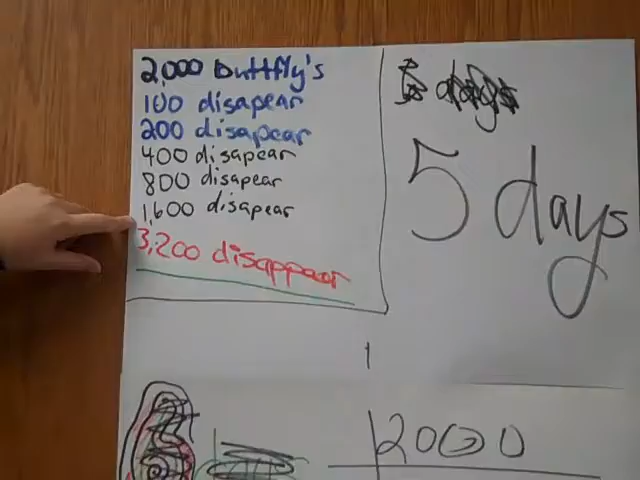 2,000 buttfly's
100 disapear
200 disapear
400 disapear
800 disapear
1,600 disapear
3,200 disappear
5 days
2000